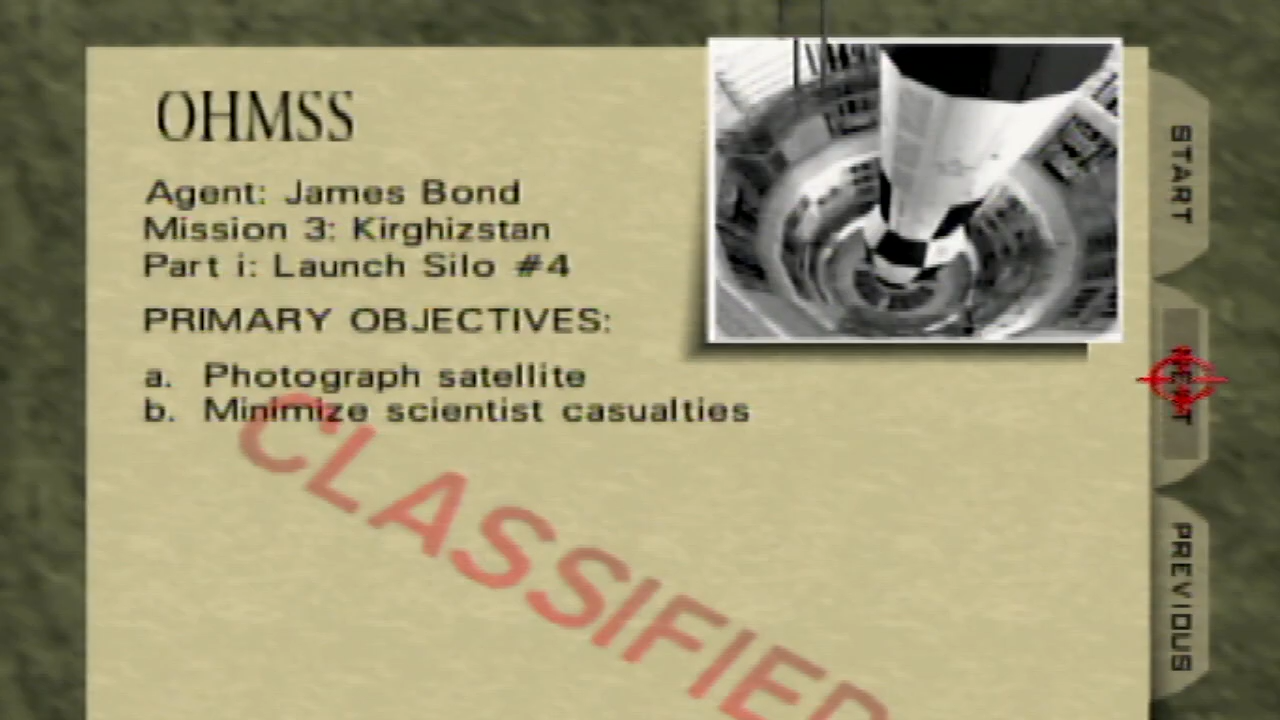 OHMSS
Agent: James Bond
Mission 3: Kirghizstan
Part i: Launch Silo #4
PRIMARY OBJECTIVES:
a. Photograph satellite
b. Minimize scientist casualties
CLASSIFIED
START
NEXT
PREVIOUS